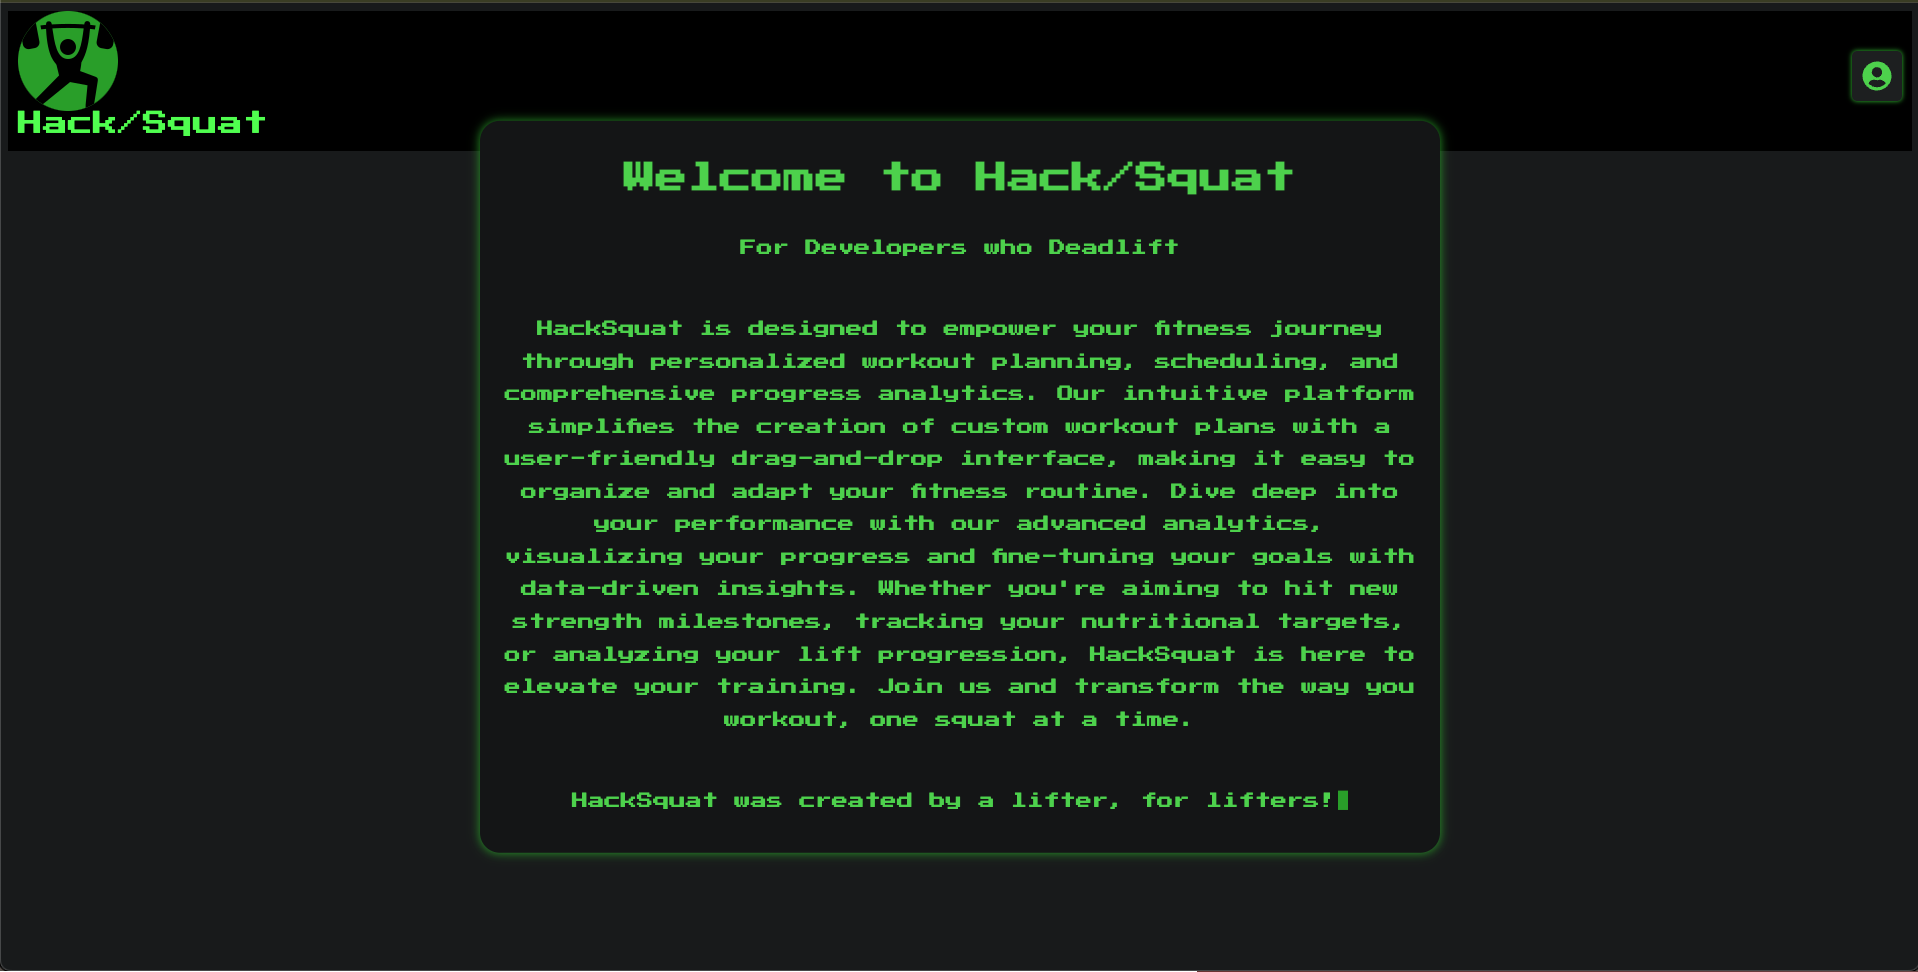 Hack/Squat
Welcome to Hack/Squat
For Developers who Deadlift
HackSquat is designed to empower your fitness journey
through personalized workout planning, scheduling, and
comprehensive progress analytics. Our intuitive platform
simplifies the creation of custom workout plans with a
user-friendly drag-and-drop interface, making it easy to
organize and adapt your fitness routine. Dive deep into
your performance with our advanced analytics,
visualizing your progress and fine-tuning your goals with
data-driven insights. Whether you're aiming to hit new
strength milestones, tracking your nutritional targets,
or analyzing your lift progression, HackSquat is here to
elevate your training. Join us and transform the way you
workout, one squat at a time.
HackSquat was created by a lifter, for lifters!